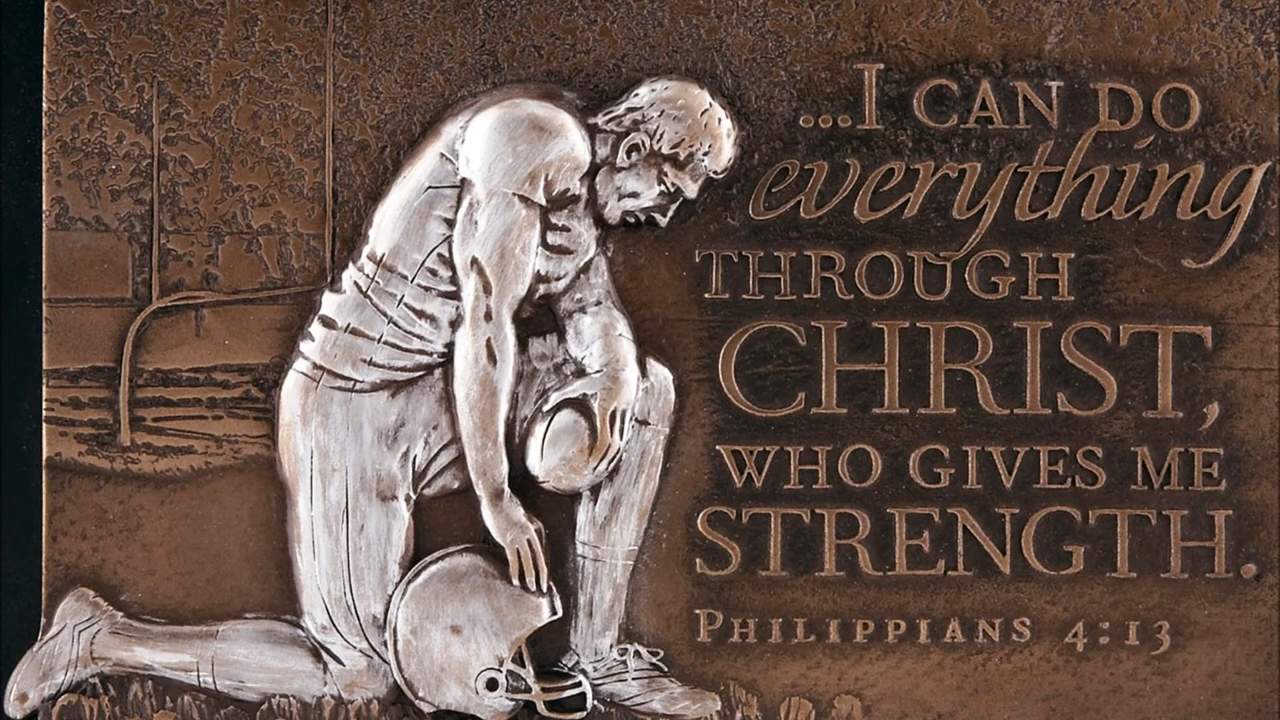 ...I CAN DO
everything
THROUGH
CHRIST,
WHO GIVES ME
STRENGTH.
PHILIPPIANS 4:13